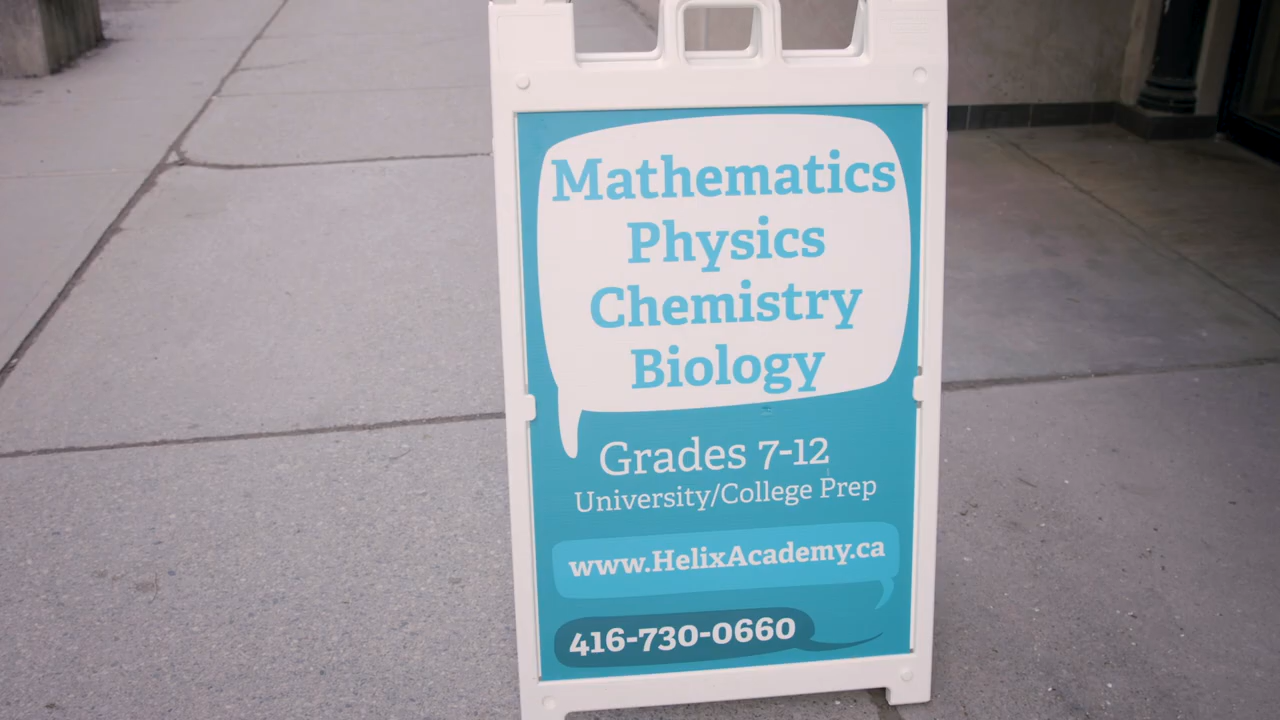 Mathematics
Physics
Chemistry
Biology
Grades 7-12
University/College Prep
www.HelixAcademy.ca
416-730-0660